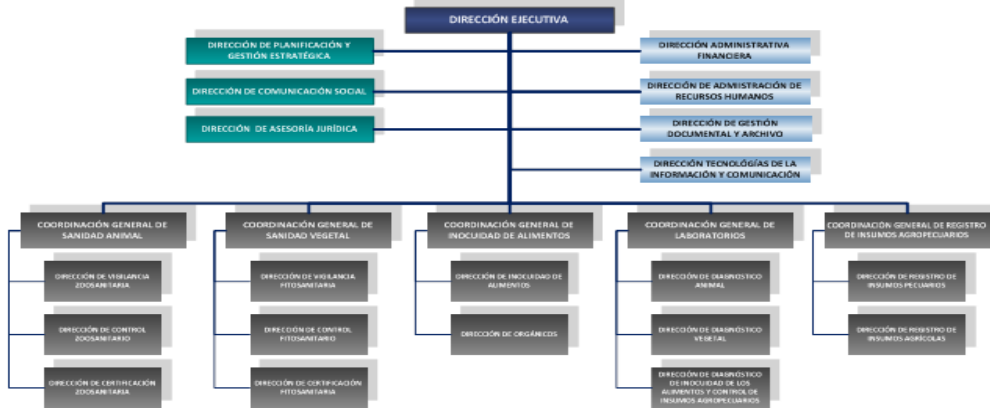 DIRECCIÓN EJECUTIVA
DIRECCIÓN DE PLANIFICACIÓN Y
GESTIÓN ESTRATÉGICA
DIRECCIÓN ADMINISTRATIVA
FINANCIERA
DIRECCIÓN DE COMUNICACIÓN SOCIAL
DIRECCIÓN DE ADMISTRACIÓN DE
RECURSOS HUMANOS
DIRECCIÓN DE ASESORÍA JURÍDICA
DIRECCIÓN DE GESTIÓN
DOCUMENTAL Y ARCHIVO
DIRECCIÓN TECNOLÓGÍAS DE LA
INFORMACIÓN Y COMUNICACIÓN
COORDINACIÓN GENERAL DE
SANIDAD ANIMAL
COORDINACIÓN GENERAL DE
SANIDAD VEGETAL
COORDINACIÓN GENERAL DE
INOCUIDAD DE ALIMENTOS
COORDINACIÓN GENERAL DE
LABORATORIOS
COORDINACIÓN GENERAL DE REGISTRO
DE INSUMOS AGROPECUARIOS
DIRECCIÓN DE VIGILANCIA
ZOOSANITARIA
DIRECCIÓN DE VIGILANCIA
FITOSANITARIA
DIRECCIÓN DE INOCUIDAD DE
ALIMENTOS
DIRECCIÓN DE DIAGNOSTICO
ANIMAL
DIRECCIÓN DE REGISTRO DE
INSUMOS PECUARIOS
DIRECCIÓN DE CONTROL
ZOOSANITARIO
DIRECCIÓN DE CONTROL
FITOSANITARIO
DIRECCIÓN DE ORGÁNICOS
DIRECCIÓN DE DIAGNÓSTICO
VEGETAL
DIRECCIÓN DE REGISTRO DE
INSUMOS AGRÍCOLAS
DIRECCIÓN DE CERTIFICACIÓN
ZOOSANITARIA
DIRECCIÓN DE CERTIFICACIÓN
FITOSANITARIA
DIRECCIÓN DE DIAGNÓSTICO
DE INOCUIDAD DE LOS
ALIMENTOS Y CONTROL DE
INSUMOS AGROPECUARIOS